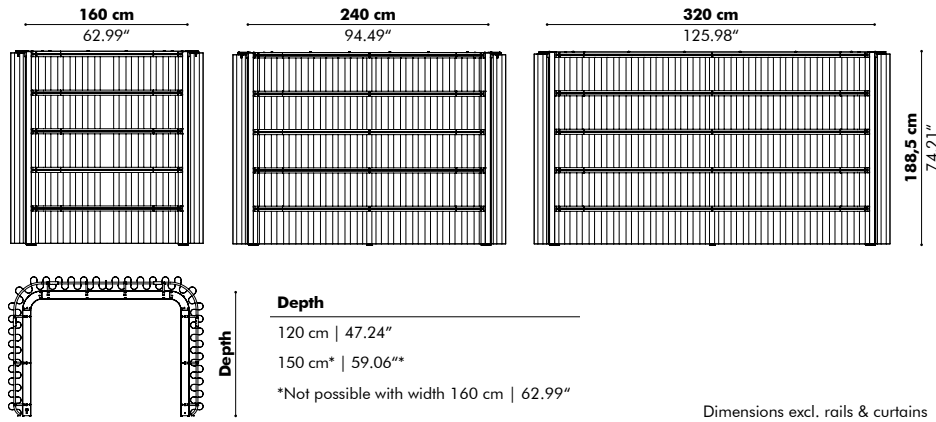 160 cm
62.99“
240 cm
94.49“
320 cm
125.98“
188,5 cm
74.21“
Depth
Depth
120 cm | 47.24”
150 cm* | 59.06“*
*Not possible with width 160 cm | 62.99“
Dimensions excl. rails & curtains